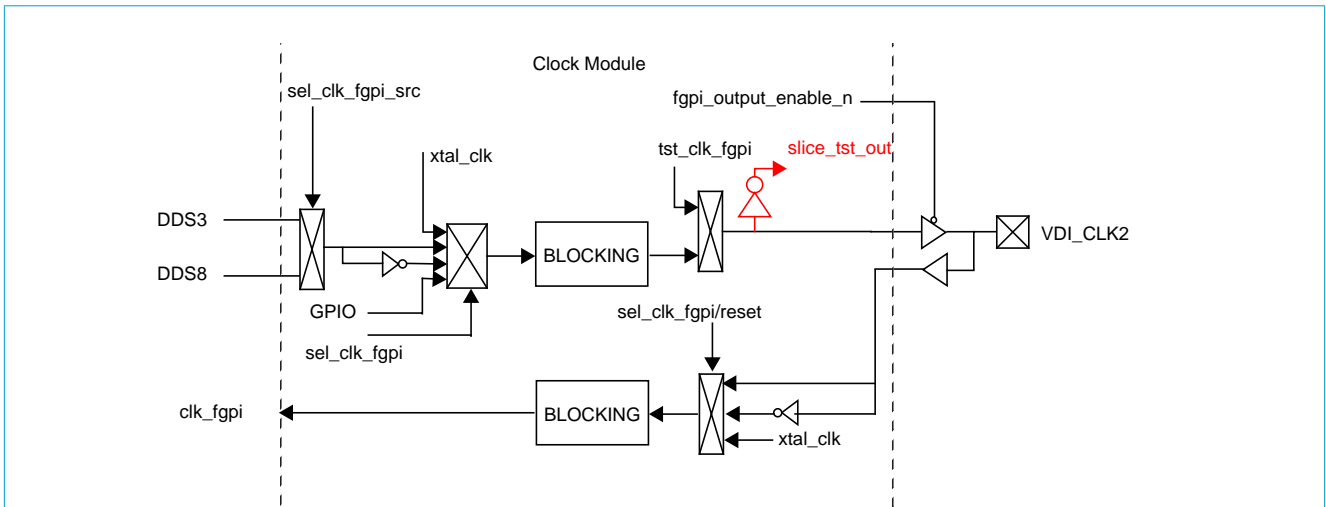 Clock Module
sel_clk_fgpi_src
fgpi_output_enable_n
xtal_clk
tst_clk_fgpi
slice_tst_out
DDS3
VDI_CLK2
BLOCKING
DDS8
GPIO
sel_clk_fgpi/reset
sel_clk_fgpi
clk_fgpi
BLOCKING
xtal_clk